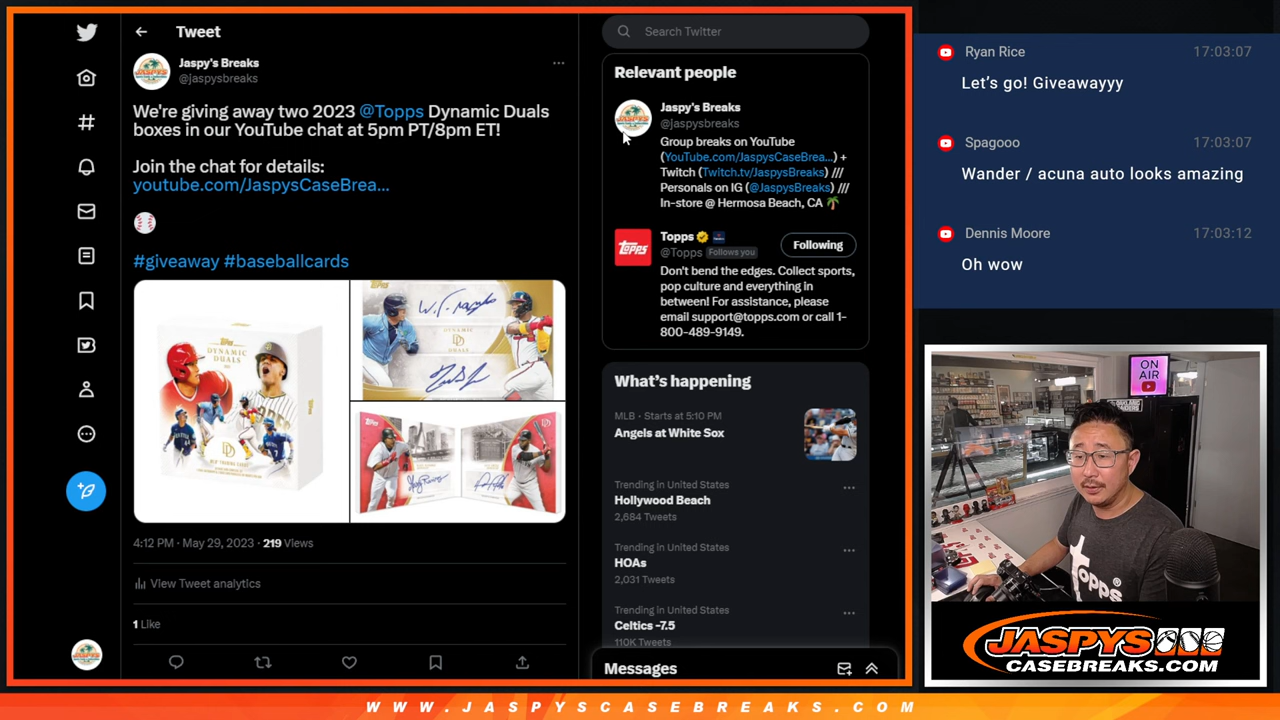 Tweet
Jaspy's Breaks
@jaspysbreaks
We're giving away two 2023 @Topps Dynamic Duals
boxes in our YouTube chat at 5pm PT/8pm ET!
Join the chat for details:
youtube.com/JaspysCaseBrea...
#giveaway #baseballcards
DYNAMIC
DUALS
4:12 PM · May 29, 2023 · 219 Views
View Tweet analytics
1 Like
Search Twitter
Relevant people
Jaspy's Breaks
@jaspysbreaks
Group breaks on YouTube
(YouTube.com/JaspysCaseBrea...) +
Twitch (Twitch.tv/JaspysBreaks) ///
Personals on IG (@JaspysBreaks) ///
In-store @ Hermosa Beach, CA
Topps
@Topps Follows you
Following
Don't bend the edges. Collect sports,
pop culture and everything in
between! For assistance, please
email support@topps.com or call 1-
800-489-9149.
What's happening
MLB · Starts at 5:10 PM
Angels at White Sox
Trending in United States
Hollywood Beach
2,684 Tweets
Trending in United States
HOAs
2,031 Tweets
Trending in United States
Celtics -7.5
110K Tweets
Messages
Ryan Rice 17:03:07
Let's go! Giveawayyy
Spagooo 17:03:07
Wander / acuna auto looks amazing
Dennis Moore 17:03:12
Oh wow
ON
AIR
Topps
JASPYS
CASEBREAKS.COM
WWW.JASPYSCASEBREAKS.COM